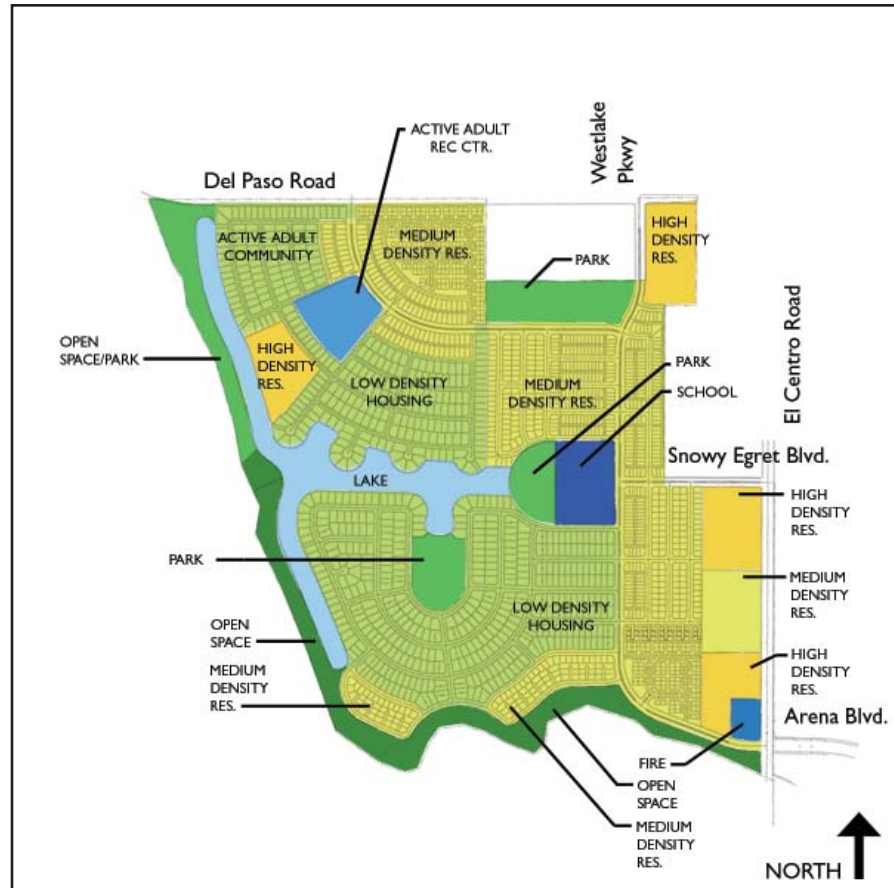 ACTIVE ADULT
REC CTR.
Westlake
Pkwy
Del Paso Road
ACTIVE ADULT
COMMUNITY
MEDIUM
DENSITY RES.
HIGH
DENSITY
RES.
PARK
El Centro Road
OPEN
SPACE/PARK
HIGH
DENSITY
RES.
LOW DENSITY
HOUSING
MEDIUM
DENSITY RES.
PARK
SCHOOL
Snowy Egret Blvd.
LAKE
HIGH
DENSITY
RES.
PARK
MEDIUM
DENSITY
RES.
LOW DENSITY
HOUSING
OPEN
SPACE
MEDIUM
DENSITY
RES.
HIGH
DENSITY
RES.
Arena Blvd.
FIRE
OPEN
SPACE
MEDIUM
DENSITY
RES.
NORTH